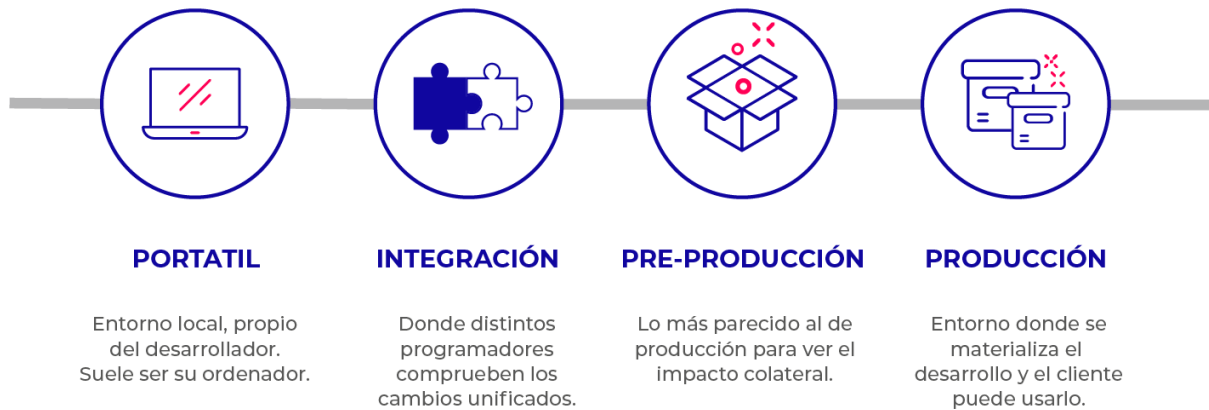 PORTATIL
Entorno local, propio
del desarrollador.
Suele ser su ordenador.
INTEGRACIÓN
Donde distintos
programadores
comprueben los
cambios unificados.
PRE-PRODUCCIÓN
Lo más parecido al de
producción para ver el
impacto colateral.
PRODUCCIÓN
Entorno donde se
materializa el
desarrollo y el cliente
puede usarlo.